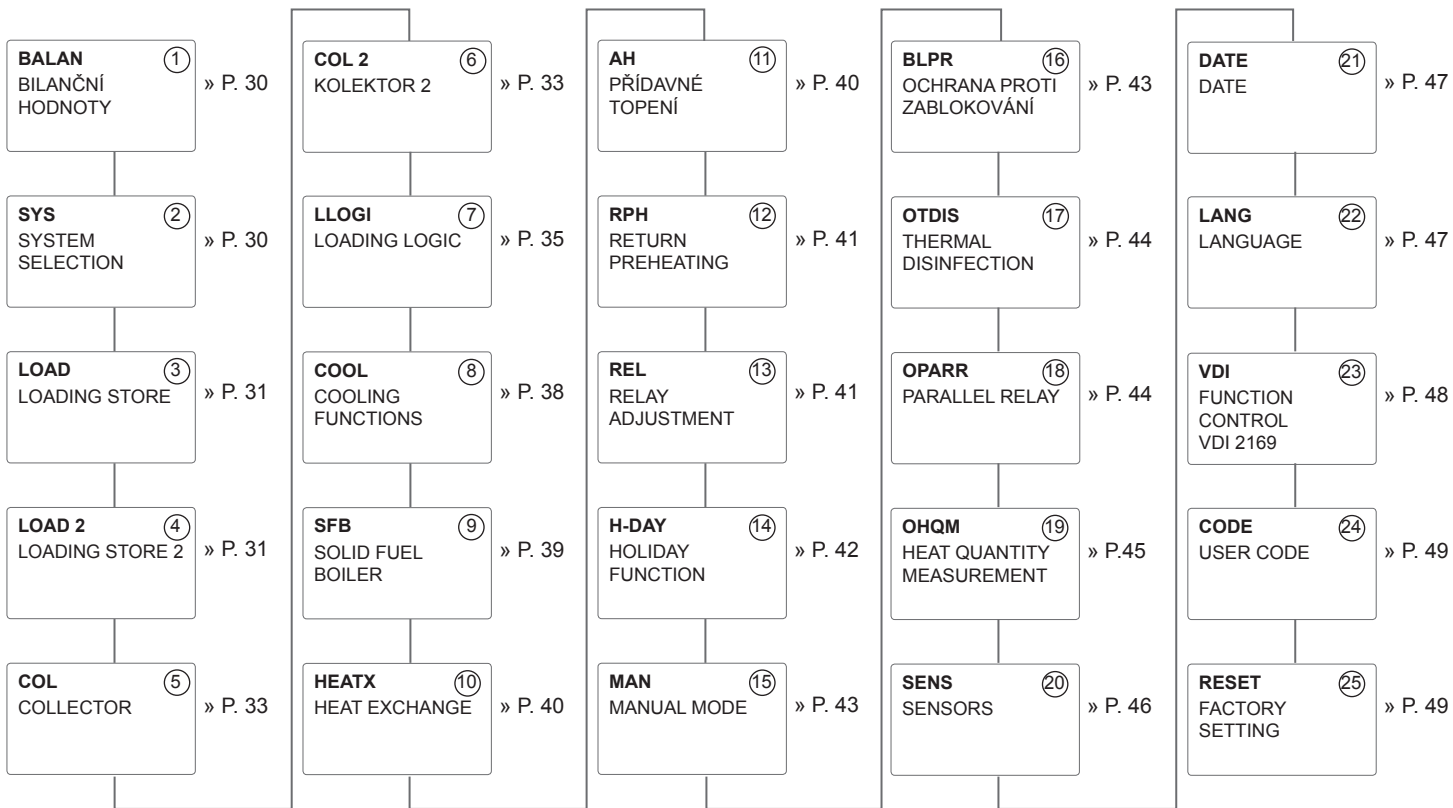 BALAN 1
BILANČNÍ
HODNOTY
» P. 30
SYS 2
SYSTEM
SELECTION
» P. 30
LOAD 3
LOADING STORE
» P. 31
LOAD 2 4
LOADING STORE 2
» P. 31
COL 5
COLLECTOR
» P. 33
COL 2 6
KOLEKTOR 2
» P. 33
LLOGI 7
LOADING LOGIC
» P. 35
COOL 8
COOLING
FUNCTIONS
» P. 38
SFB 9
SOLID FUEL
BOILER
» P. 39
HEATX 10
HEAT EXCHANGE
» P. 40
AH 11
PŘÍDAVNÉ
TOPENÍ
» P. 40
RPH 12
RETURN
PREHEATING
» P. 41
REL 13
RELAY
ADJUSTMENT
» P. 41
H-DAY 14
HOLIDAY
FUNCTION
» P. 42
MAN 15
MANUAL MODE
» P. 43
BLPR 16
OCHRANA PROTI
ZABLOKOVÁNÍ
» P. 43
OTDIS 17
THERMAL
DISINFECTION
» P. 44
OPARR 18
PARALLEL RELAY
» P. 44
OHQM 19
HEAT QUANTITY
MEASUREMENT
» P.45
SENS 20
SENSORS
» P. 46
DATE 21
DATE
» P. 47
LANG 22
LANGUAGE
» P. 47
VDI 23
FUNCTION
CONTROL
VDI 2169
» P. 48
CODE 24
USER CODE
» P. 49
RESET 25
FACTORY
SETTING
» P. 49